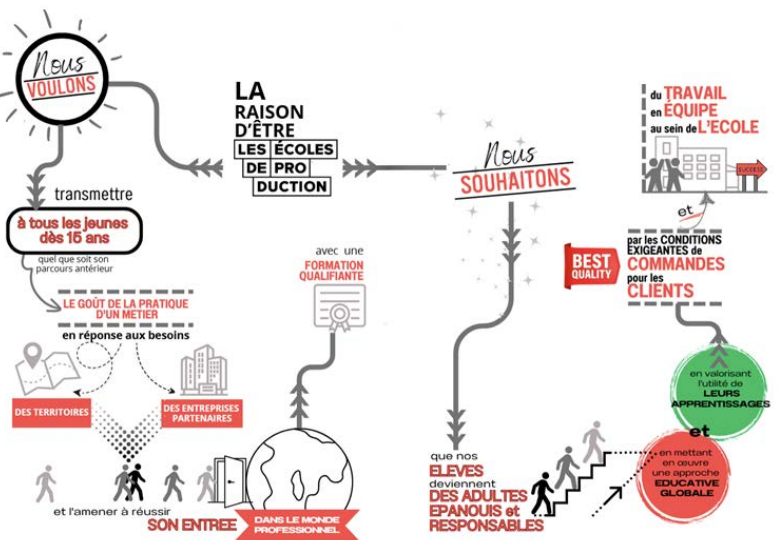 Nous
VOULONS
transmettre
à tous les jeunes
dès 15 ans
quel que soit son
parcours antérieur
LE GOÛT DE LA PRATIQUE
D'UN METIER
en réponse aux besoins
DES TERRITOIRES
DES ENTREPRISES
PARTENAIRES
et l'amener à réussir
SON ENTREE
DANS LE MONDE
PROFESSIONNEL
avec une
FORMATION
QUALIFIANTE
LA
RAISON
D'ÊTRE
LES ÉCOLES
DE PRO
DUCTION
Nous
SOUHAITONS
que nos
ELEVES
deviennent
DES ADULTES
EPANOUIS et
RESPONSABLES
en mettant
en œuvre
une approche
EDUCATIVE
GLOBALE
et
en valorisant
l'utilité de
LEURS
APPRENTISSAGES
BEST
QUALITY
par les CONDITIONS
EXIGEANTES de
COMMANDES
pour les
CLIENTS
et
du TRAVAIL
en ÉQUIPE
au sein de L'ECOLE
SUCCESS